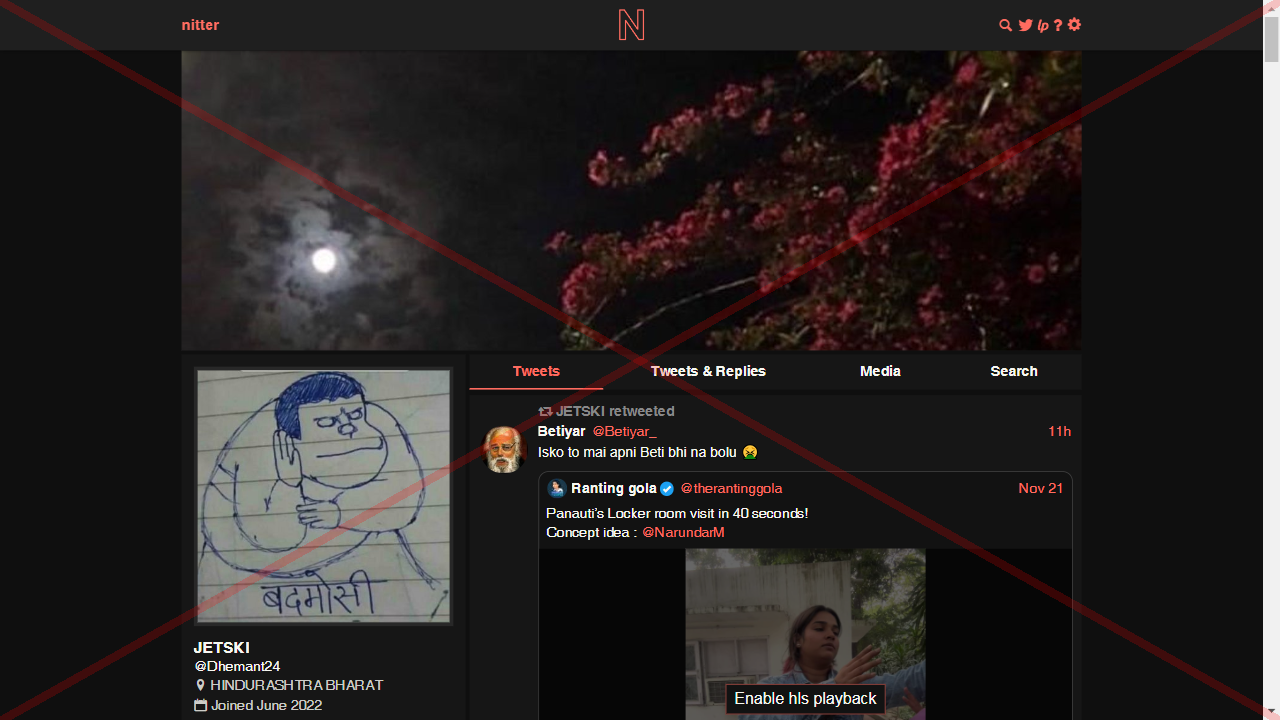 nitter
N
lp ?
Tweets
Tweets & Replies
Media
Search
JETSKI retweeted
Betiyar @Betiyar_ 11h
Isko to mai apni Beti bhi na bolu 🤮
Ranting gola @therantinggola Nov 21
Panauti's Locker room visit in 40 seconds!
Concept idea : @NarundarM
Enable hls playback
बदमोसी
JETSKI
@Dhemant24
HINDURASHTRA BHARAT
Joined June 2022